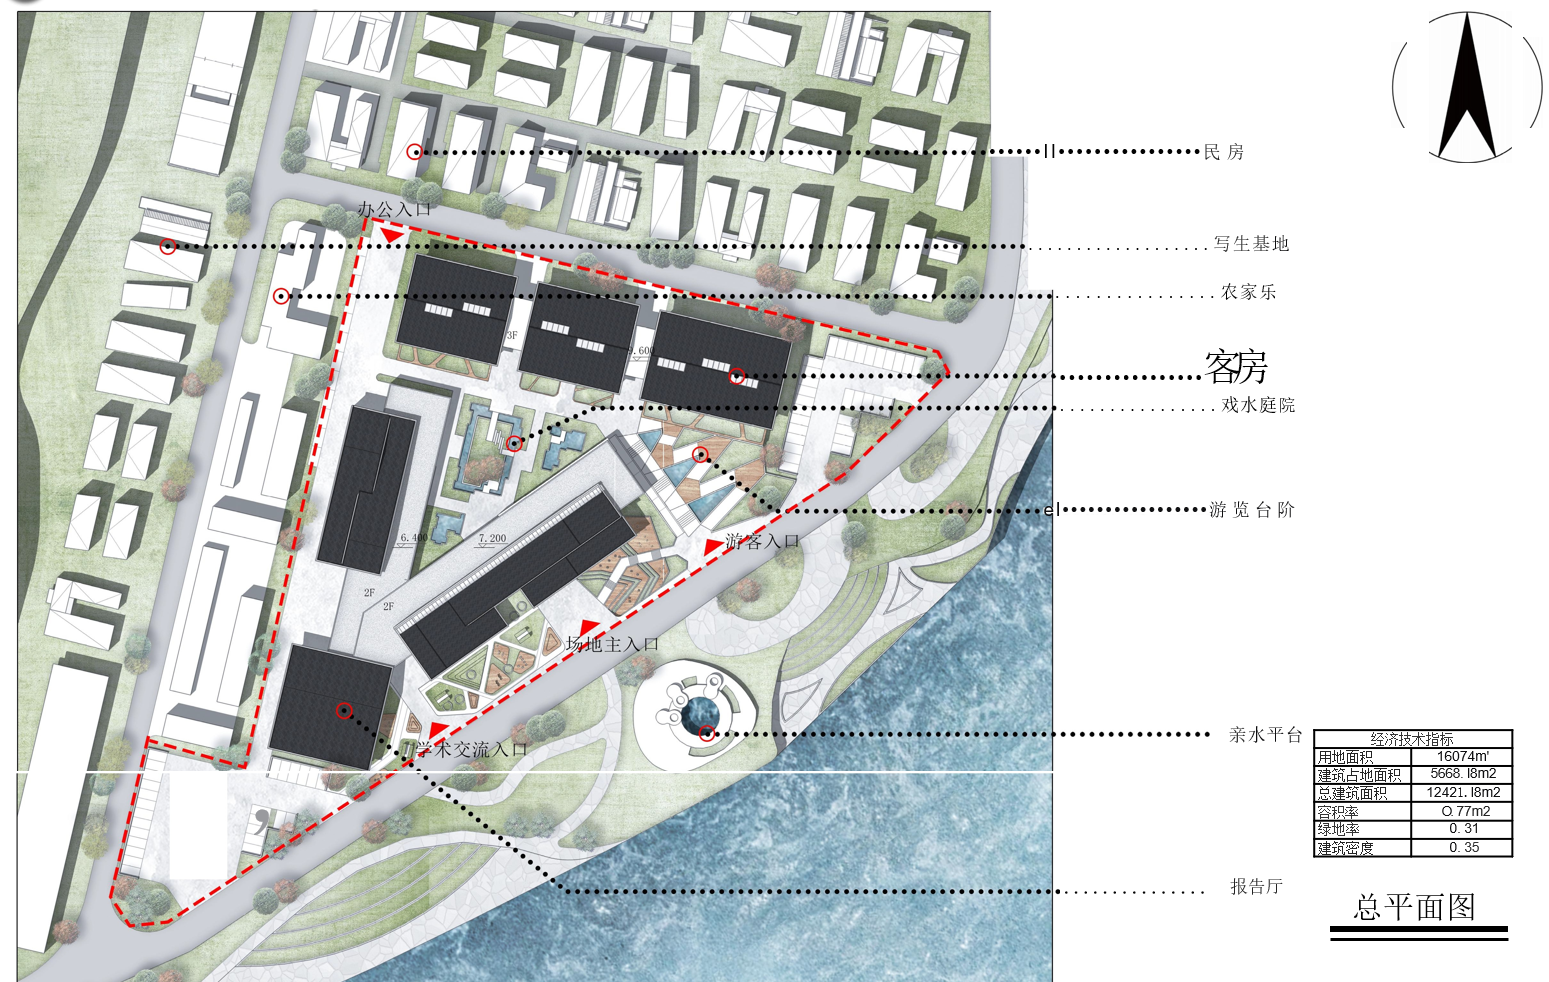 民房
办公入口
写生基地
农家乐
3F
9.600
客房
戏水庭院
el
游览台阶
6.400
7.200
游客入口
2F
2F
场地主入口
亲水平台
学术交流入口
经济技术指标
用地面积 16074m'
建筑占地面积 5668.18m2
总建筑面积 12421.18m2
容积率 0.77m2
绿地率 0.31
建筑密度 0.35
报告厅
总平面图